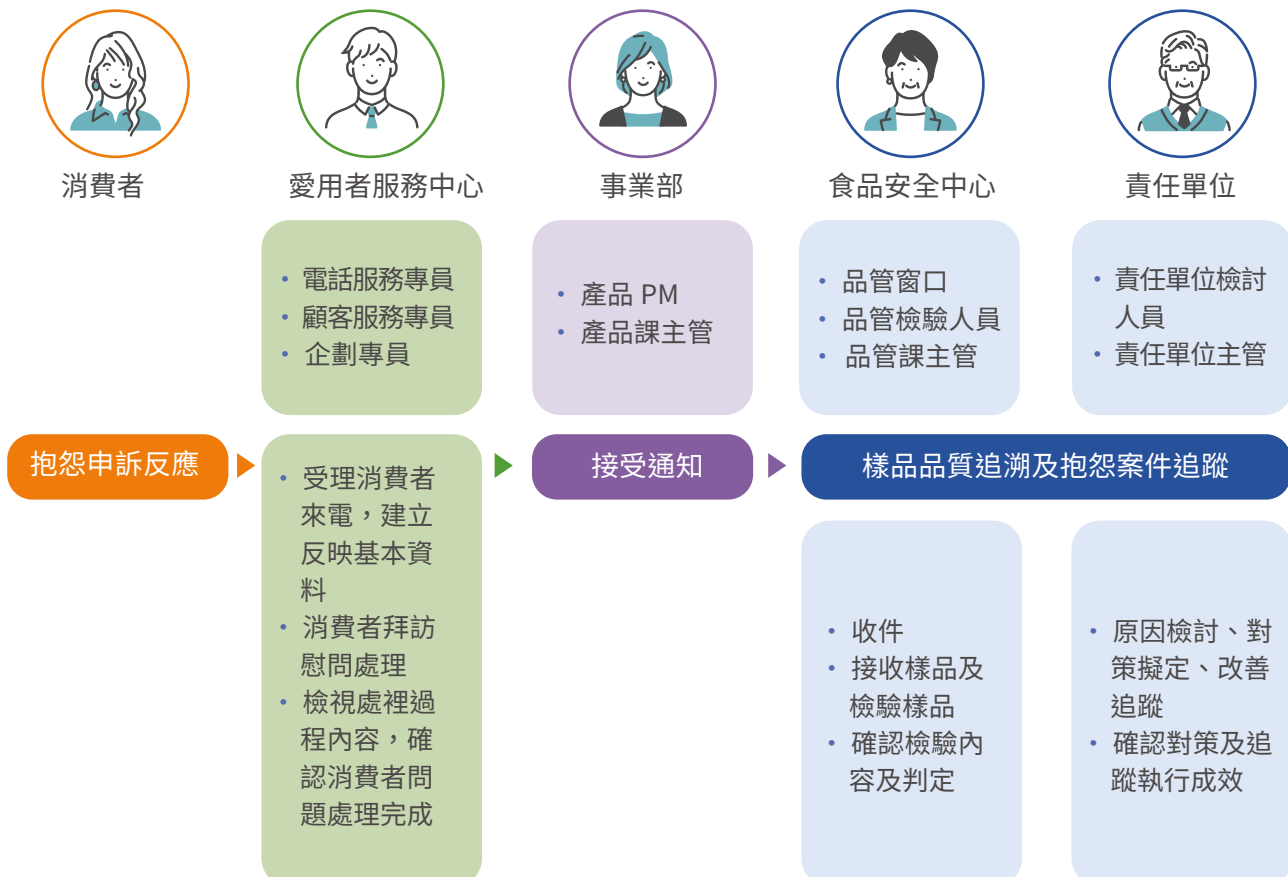 消費者
愛用者服務中心
事業部
食品安全中心
責任單位
• 電話服務專員
• 顧客服務專員
• 企劃專員
• 產品 PM
• 產品課主管
• 品管窗口
• 品管檢驗人員
• 品管課主管
• 責任單位檢討
人員
• 責任單位主管
抱怨申訴反應
• 受理消費者
來電，建立
反映基本資
料
• 消費者拜訪
慰問處理
• 檢視處裡過
程內容，確
認消費者問
題處理完成
接受通知
樣品品質追溯及抱怨案件追蹤
• 收件
• 接收樣品及
檢驗樣品
• 確認檢驗內
容及判定
• 原因檢討、對
策擬定、改善
追蹤
• 確認對策及追
蹤執行成效